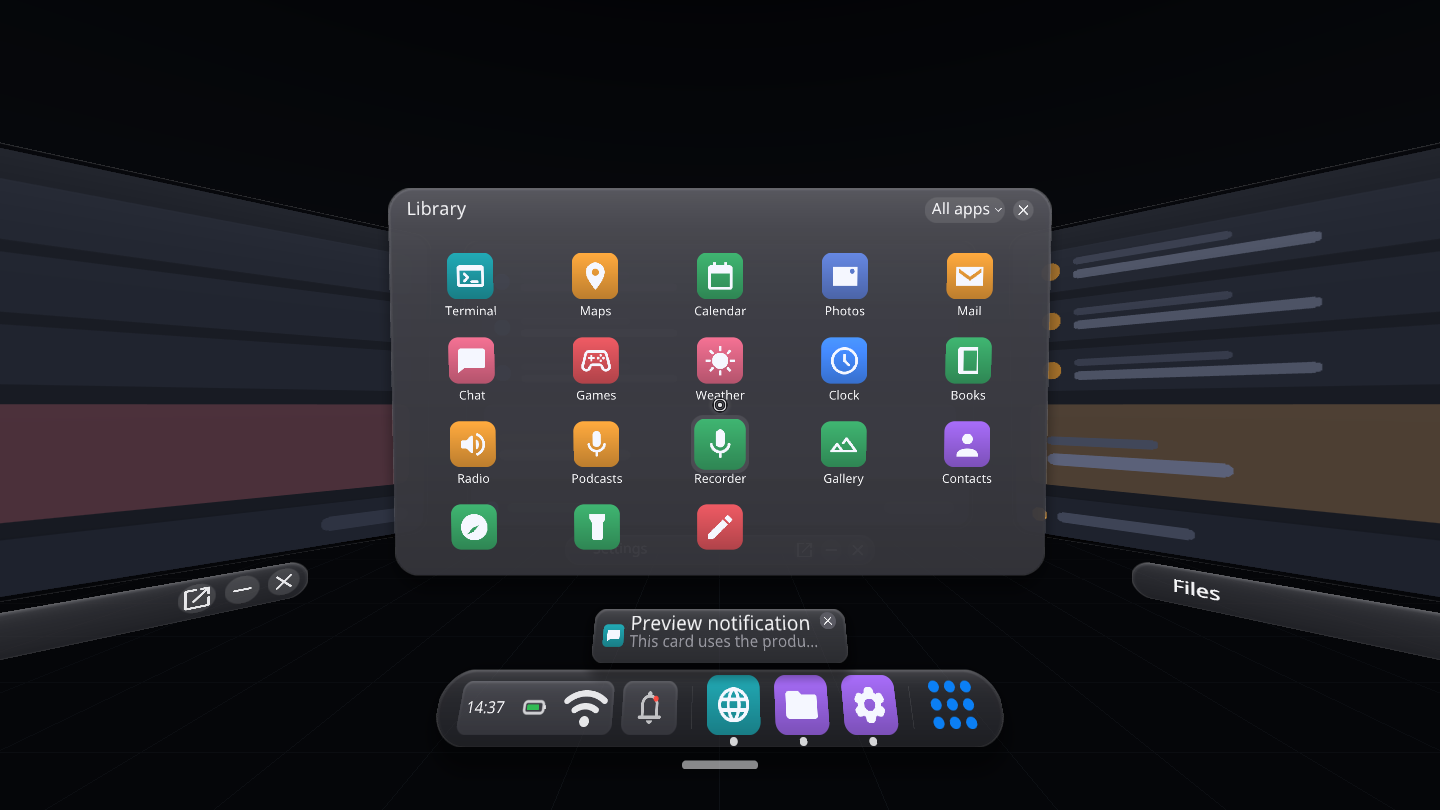 Library
All apps
Terminal
Maps
Calendar
Photos
Mail
Chat
Games
Weather
Clock
Books
Radio
Podcasts
Recorder
Gallery
Contacts
Files
Preview notification
This card uses the produ...
14:37